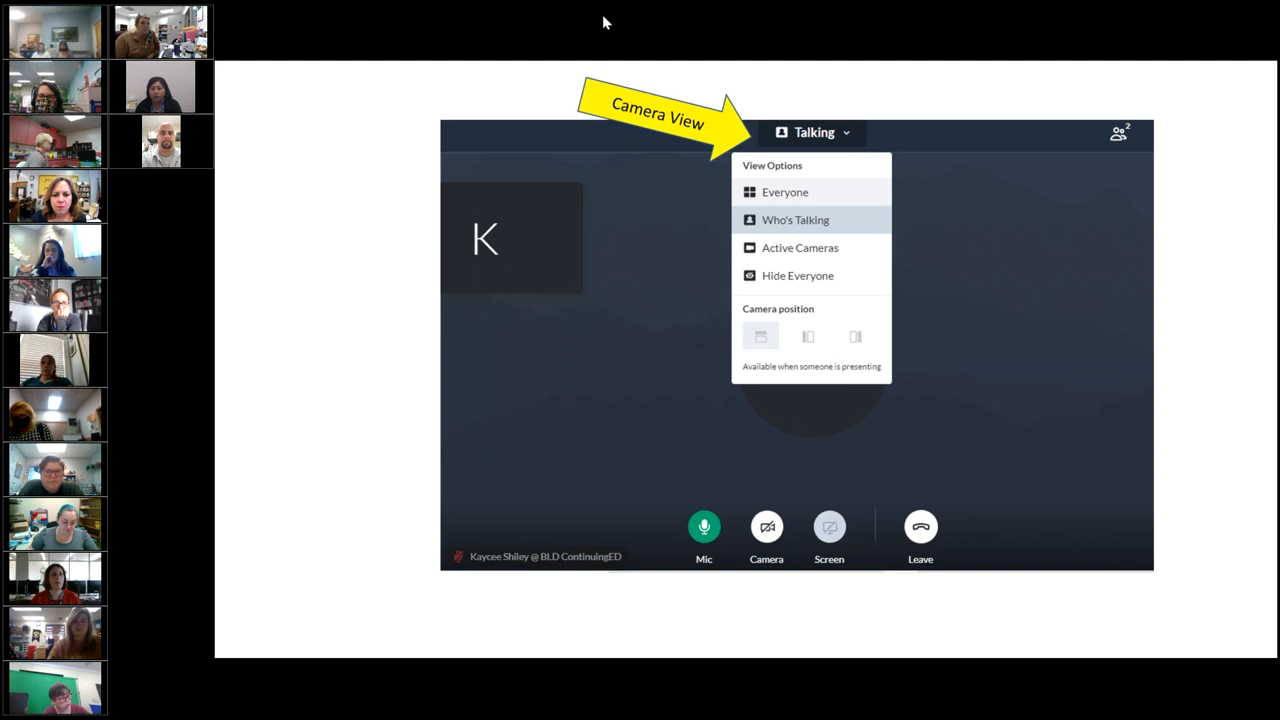 Camera View
Talking
2
View Options
Everyone
Who's Talking
Active Cameras
Hide Everyone
Camera position
Available when someone is presenting
K
Kaycee Shiley @ BLD ContinuingED
Mic
Camera
Screen
Leave